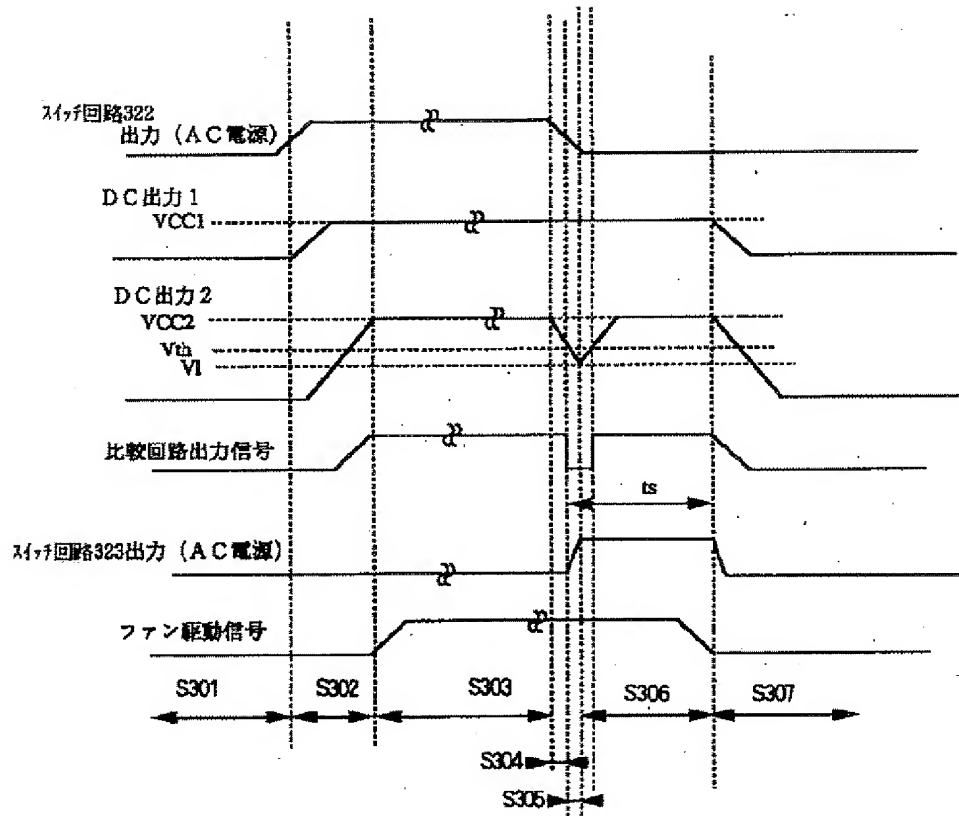 スイッチ回路322
出力（AC電源）
DC出力1
VCC1
DC出力2
VCC2
Vth
Vl
比較回路出力信号
ts
スイッチ回路323出力（AC電源）
ファン駆動信号
S301
S302
S303
S306
S307
S304
S305